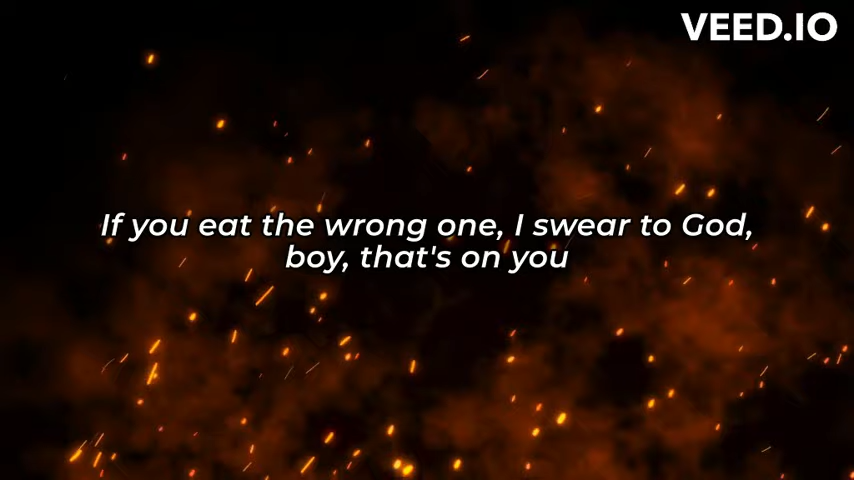 VEED.IO
If you eat the wrong one, I swear to God,
boy, that's on you